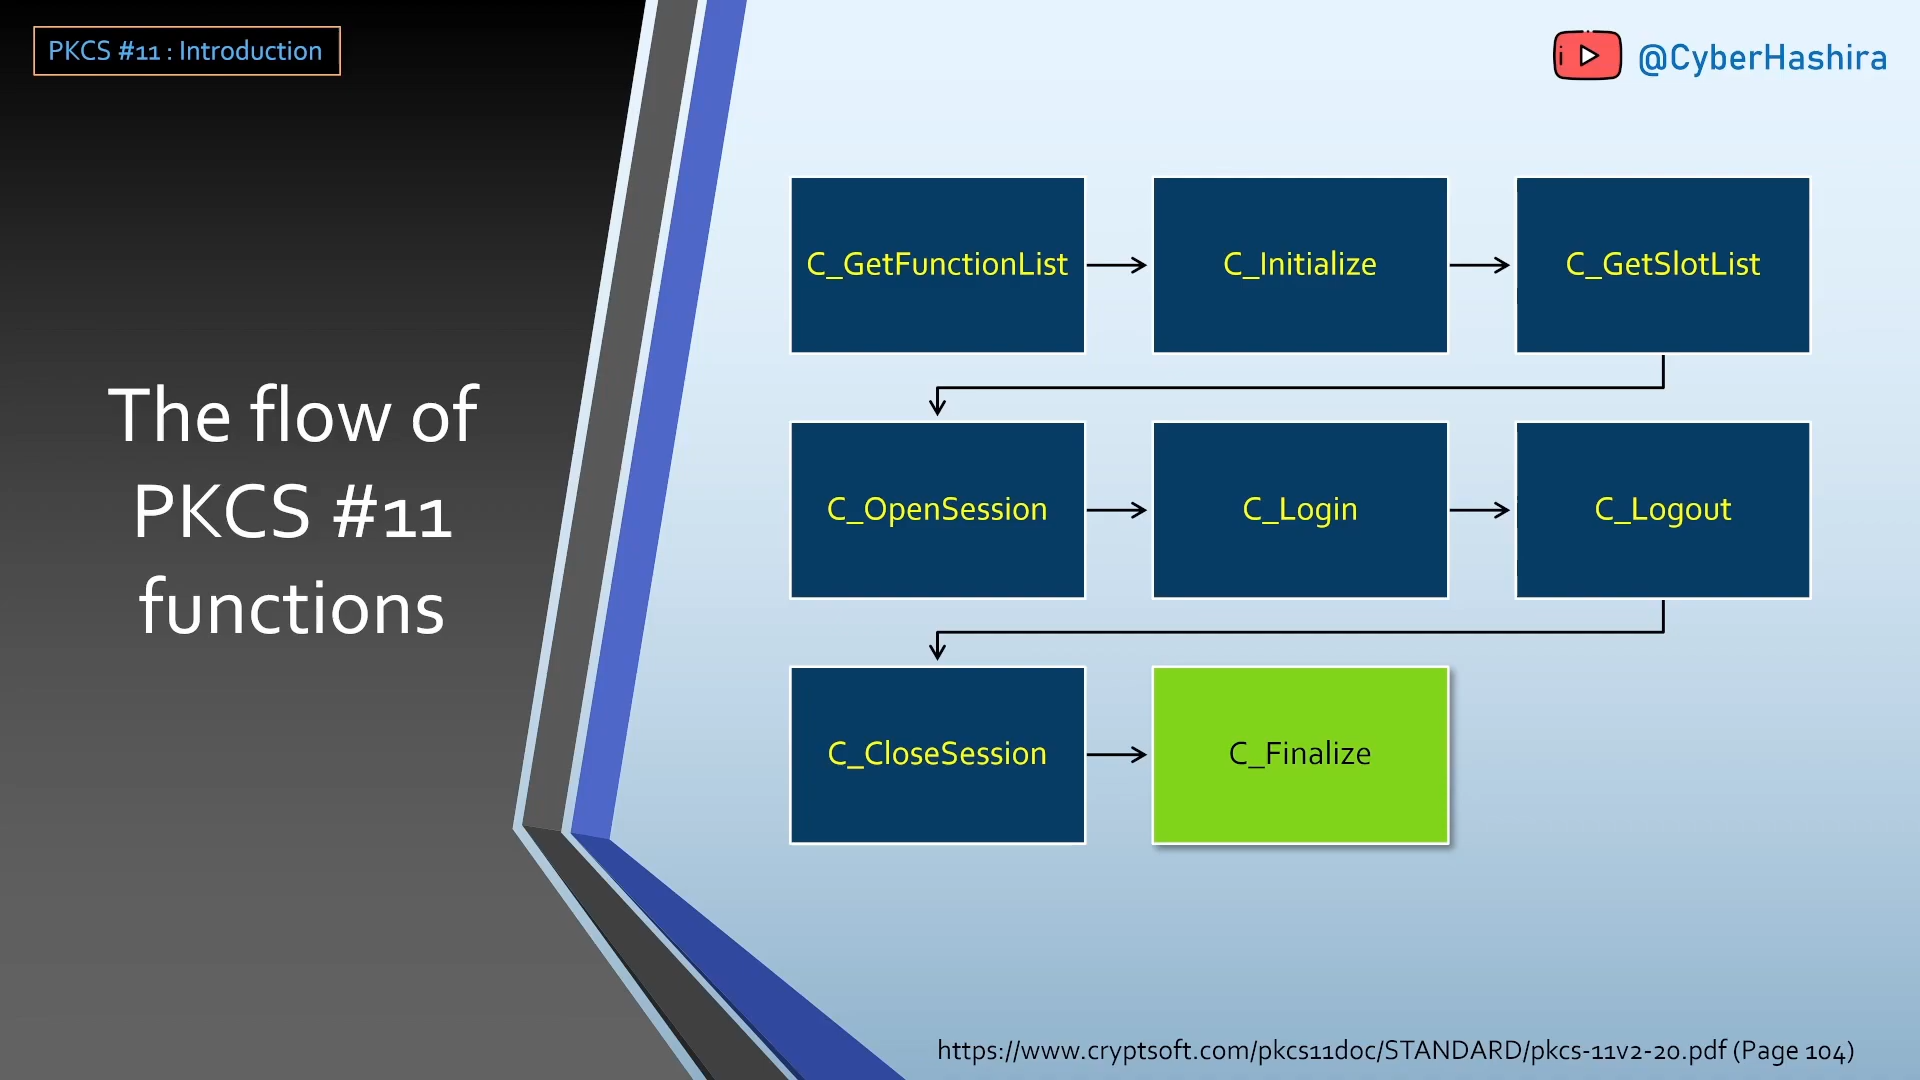 PKCS #11 : Introduction
@CyberHashira
The flow of
PKCS #11
functions
C_GetFunctionList
C_Initialize
C_GetSlotList
C_OpenSession
C_Login
C_Logout
C_CloseSession
C_Finalize
https://www.cryptsoft.com/pkcs11doc/STANDARD/pkcs-11v2-20.pdf (Page 104)